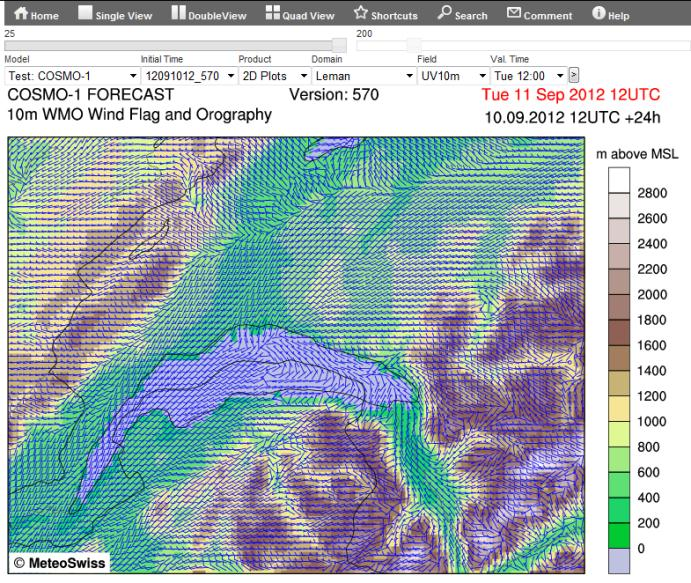 Home Single View DoubleView Quad View Shortcuts Search Comment Help
25 200
Model Initial Time Product Domain Field Val. Time
Test: COSMO-1 12091012_570 2D Plots Leman UV10m Tue 12:00 >
COSMO-1 FORECAST Version: 570 Tue 11 Sep 2012 12UTC
10m WMO Wind Flag and Orography 10.09.2012 12UTC +24h
m above MSL
2800
2600
2400
2200
2000
1800
1600
1400
1200
1000
800
600
400
200
0
© MeteoSwiss